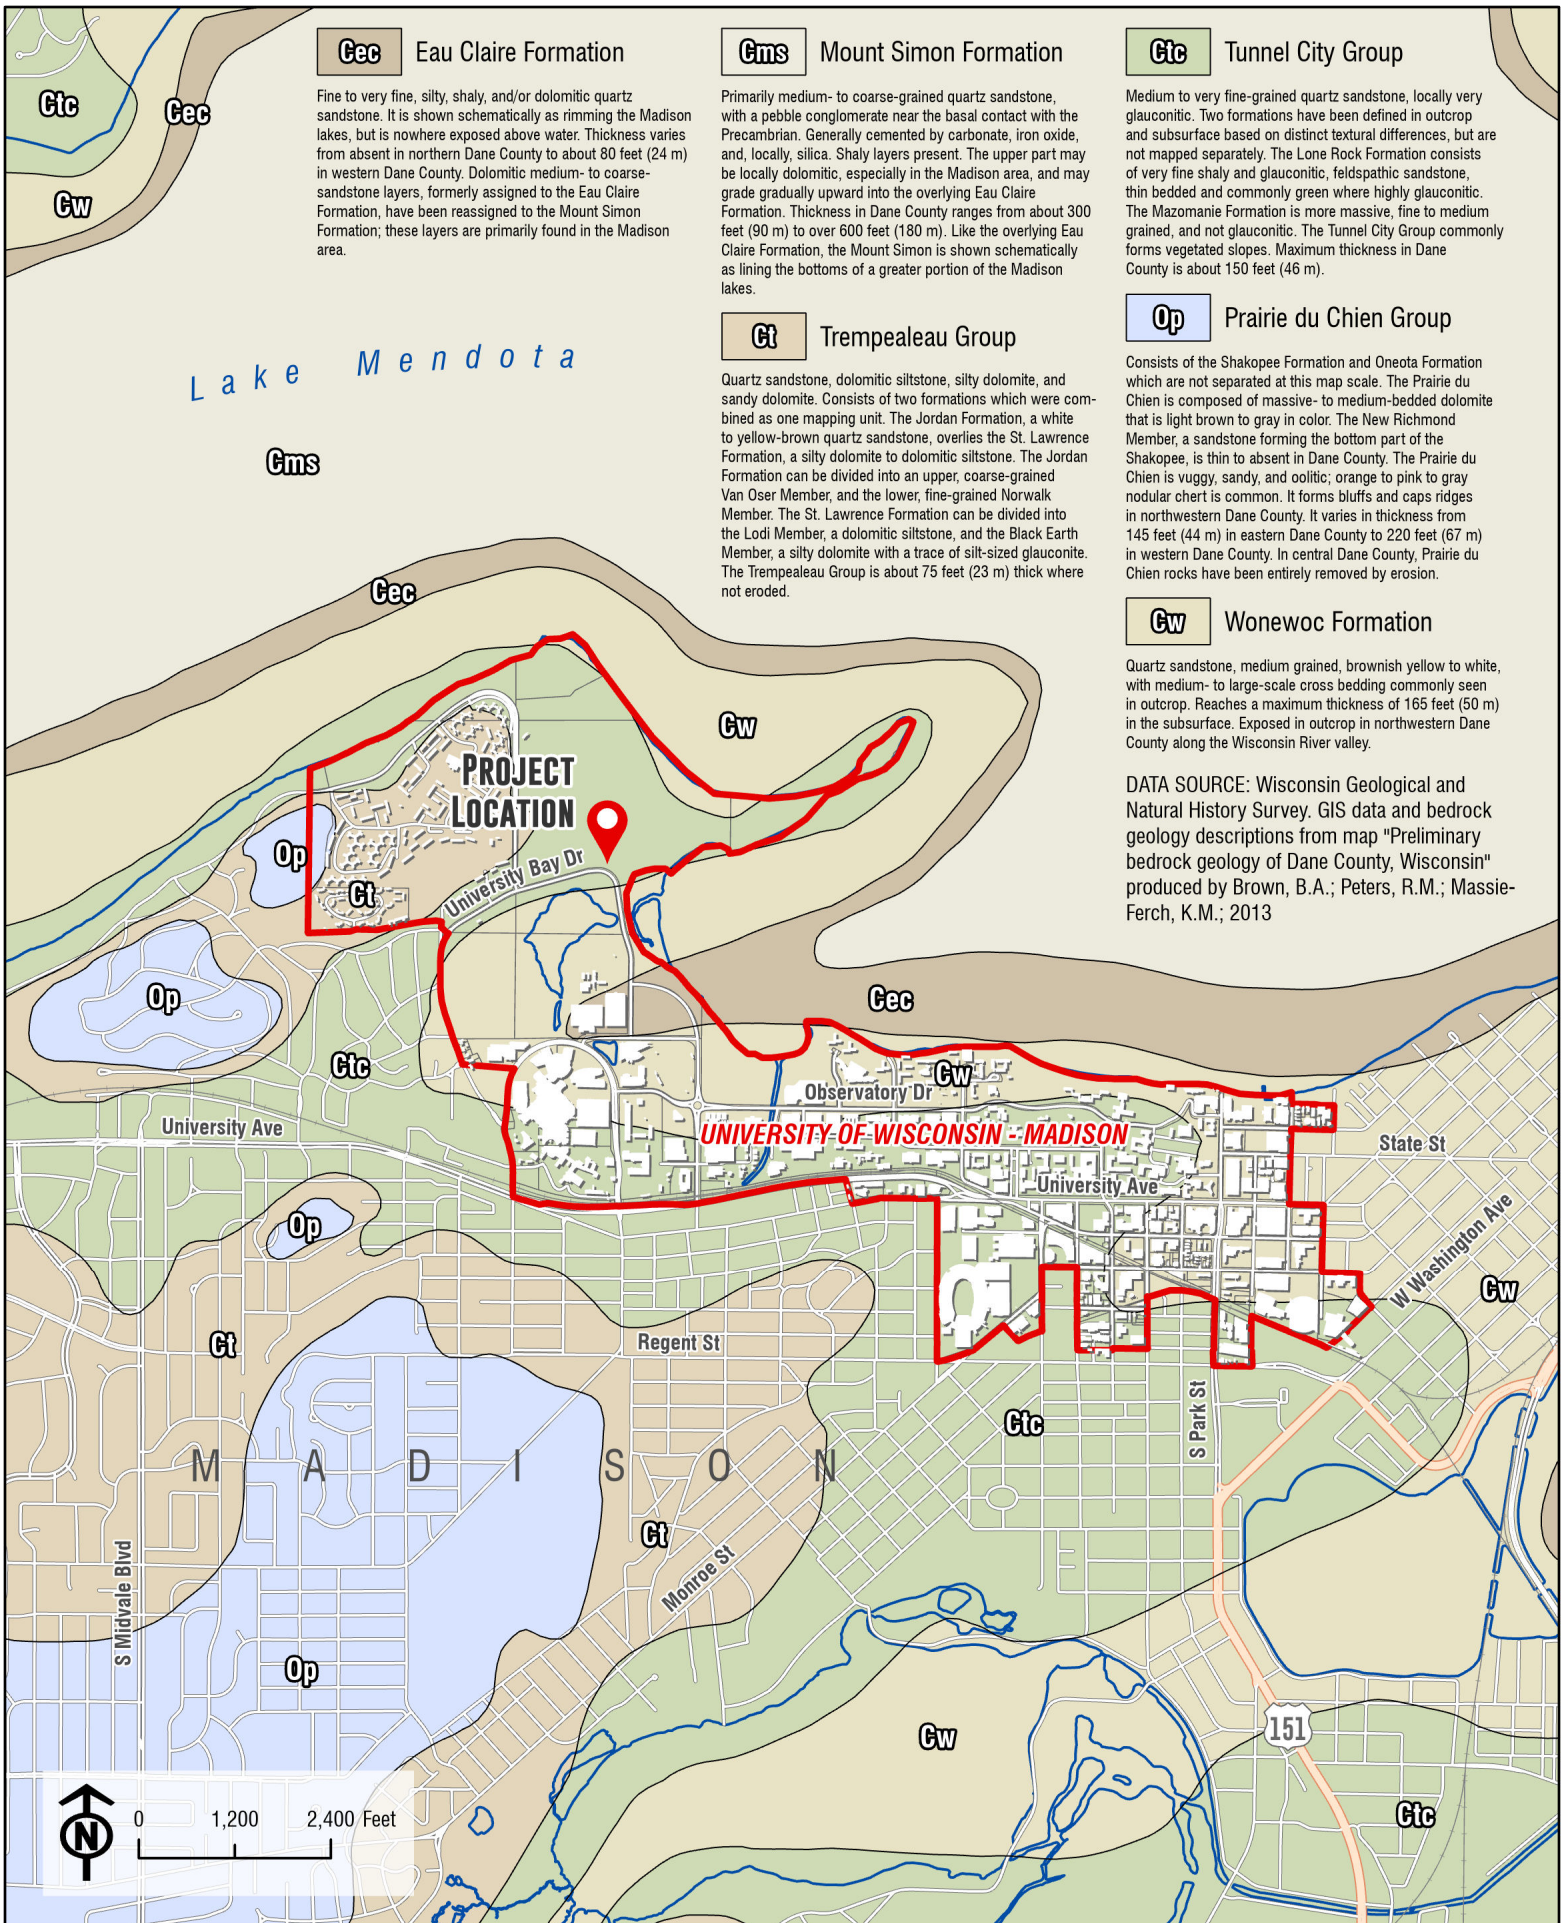 Cec Eau Claire Formation
Fine to very fine, silty, shaly, and/or dolomitic quartz
sandstone. It is shown schematically as rimming the Madison
lakes, but is nowhere exposed above water. Thickness varies
from absent in northern Dane County to about 80 feet (24 m)
in western Dane County. Dolomitic medium- to coarse-
sandstone layers, formerly assigned to the Eau Claire
Formation, have been reassigned to the Mount Simon
Formation; these layers are primarily found in the Madison
area.
Cms Mount Simon Formation
Primarily medium- to coarse-grained quartz sandstone,
with a pebble conglomerate near the basal contact with the
Precambrian. Generally cemented by carbonate, iron oxide,
and, locally, silica. Shaly layers present. The upper part may
be locally dolomitic, especially in the Madison area, and may
grade gradually upward into the overlying Eau Claire
Formation. Thickness in Dane County ranges from about 300
feet (90 m) to over 600 feet (180 m). Like the overlying Eau
Claire Formation, the Mount Simon is shown schematically
as lining the bottoms of a greater portion of the Madison
lakes.
Ct Trempealeau Group
Quartz sandstone, dolomitic siltstone, silty dolomite, and
sandy dolomite. Consists of two formations which were com-
bined as one mapping unit. The Jordan Formation, a white
to yellow-brown quartz sandstone, overlies the St. Lawrence
Formation, a silty dolomite to dolomitic siltstone. The Jordan
Formation can be divided into an upper, coarse-grained
Van Oser Member, and the lower, fine-grained Norwalk
Member. The St. Lawrence Formation can be divided into
the Lodi Member, a dolomitic siltstone, and the Black Earth
Member, a silty dolomite with a trace of silt-sized glauconite.
The Trempealeau Group is about 75 feet (23 m) thick where
not eroded.
Ctc Tunnel City Group
Medium to very fine-grained quartz sandstone, locally very
glauconitic. Two formations have been defined in outcrop
and subsurface based on distinct textural differences, but are
not mapped separately. The Lone Rock Formation consists
of very fine shaly and glauconitic, feldspathic sandstone,
thin bedded and commonly green where highly glauconitic.
The Mazomanie Formation is more massive, fine to medium
grained, and not glauconitic. The Tunnel City Group commonly
forms vegetated slopes. Maximum thickness in Dane
County is about 150 feet (46 m).
Op Prairie du Chien Group
Consists of the Shakopee Formation and Oneota Formation
which are not separated at this map scale. The Prairie du
Chien is composed of massive- to medium-bedded dolomite
that is light brown to gray in color. The New Richmond
Member, a sandstone forming the bottom part of the
Shakopee, is thin to absent in Dane County. The Prairie du
Chien is vuggy, sandy, and oolitic; orange to pink to gray
nodular chert is common. It forms bluffs and caps ridges
in northwestern Dane County. It varies in thickness from
145 feet (44 m) in eastern Dane County to 220 feet (67 m)
in western Dane County. In central Dane County, Prairie du
Chien rocks have been entirely removed by erosion.
Cw Wonewoc Formation
Quartz sandstone, medium grained, brownish yellow to white,
with medium- to large-scale cross bedding commonly seen
in outcrop. Reaches a maximum thickness of 165 feet (50 m)
in the subsurface. Exposed in outcrop in northwestern Dane
County along the Wisconsin River valley.
DATA SOURCE: Wisconsin Geological and
Natural History Survey. GIS data and bedrock
geology descriptions from map "Preliminary
bedrock geology of Dane County, Wisconsin"
produced by Brown, B.A.; Peters, R.M.; Massie-
Ferch, K.M.; 2013
Ctc
Cec
Cw
Lake Mendota
Cms
Cec
Cw
PROJECT
LOCATION
Op
Ct
University Bay Dr
Op
Cec
Ctc
Cw
Observatory Dr
University Ave
UNIVERSITY OF WISCONSIN - MADISON
State St
University Ave
Op
W Washington Ave
Cw
Ct
Regent St
S Park St
Ctc
MADISON
Ct
Monroe St
S Midvale Blvd
Op
151
Cw
Ctc
N
0 1,200 2,400 Feet